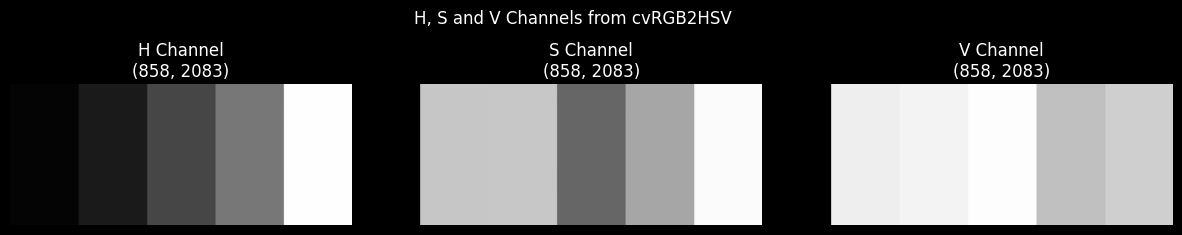 H, S and V Channels from cvRGB2HSV
H Channel
(858, 2083)
S Channel
(858, 2083)
V Channel
(858, 2083)